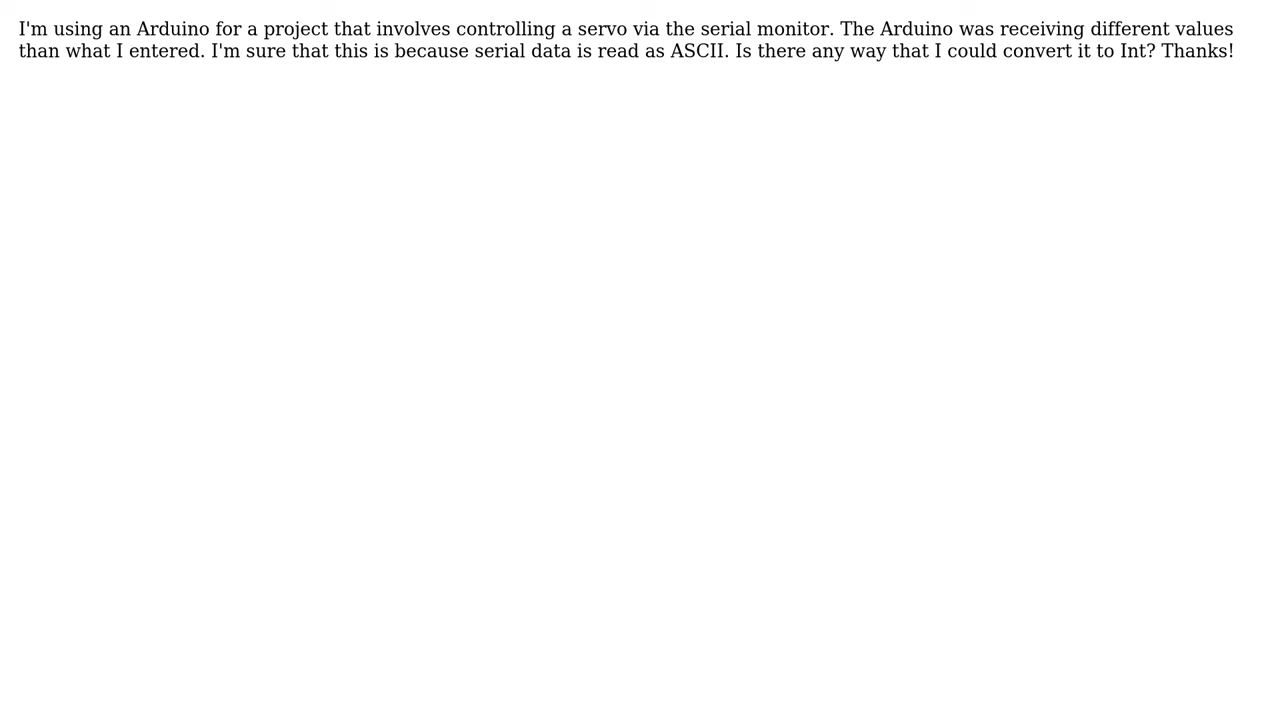 I'm using an Arduino for a project that involves controlling a servo via the serial monitor. The Arduino was receiving different values
than what I entered. I'm sure that this is because serial data is read as ASCII. Is there any way that I could convert it to Int? Thanks!